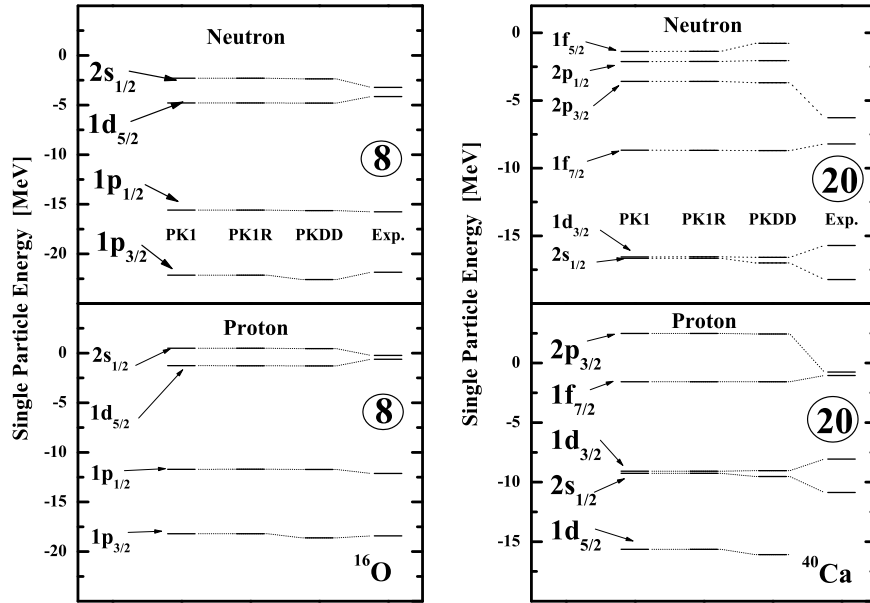 Single Particle Energy [MeV]
0
-5
-10
-15
-20
Neutron
2s1/2
1d5/2
8
1p1/2
PK1 PK1R PKDD Exp.
1p3/2
0
-5
-10
-15
-20
Proton
2s1/2
1d5/2
8
1p1/2
1p3/2
16O
Single Particle Energy [MeV]
0
-5
-10
-15
Neutron
1f5/2
2p1/2
2p3/2
1f7/2
20
1d3/2
PK1 PK1R PKDD Exp.
2s1/2
0
-5
-10
-15
Proton
2p3/2
1f7/2
20
1d3/2
2s1/2
1d5/2
40Ca